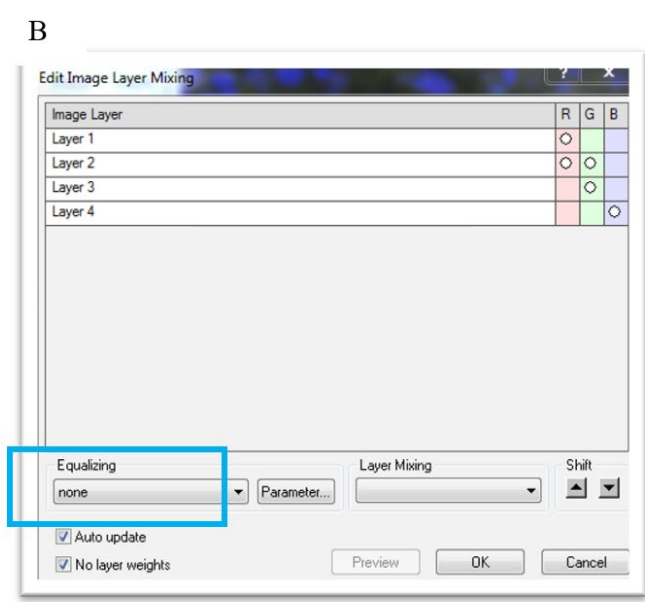 B
Edit Image Layer Mixing ? X
Image Layer R G B
Layer 1
Layer 2
Layer 3
Layer 4
Equalizing Layer Mixing Shift
none Parameter...
Auto update
No layer weights Preview OK Cancel